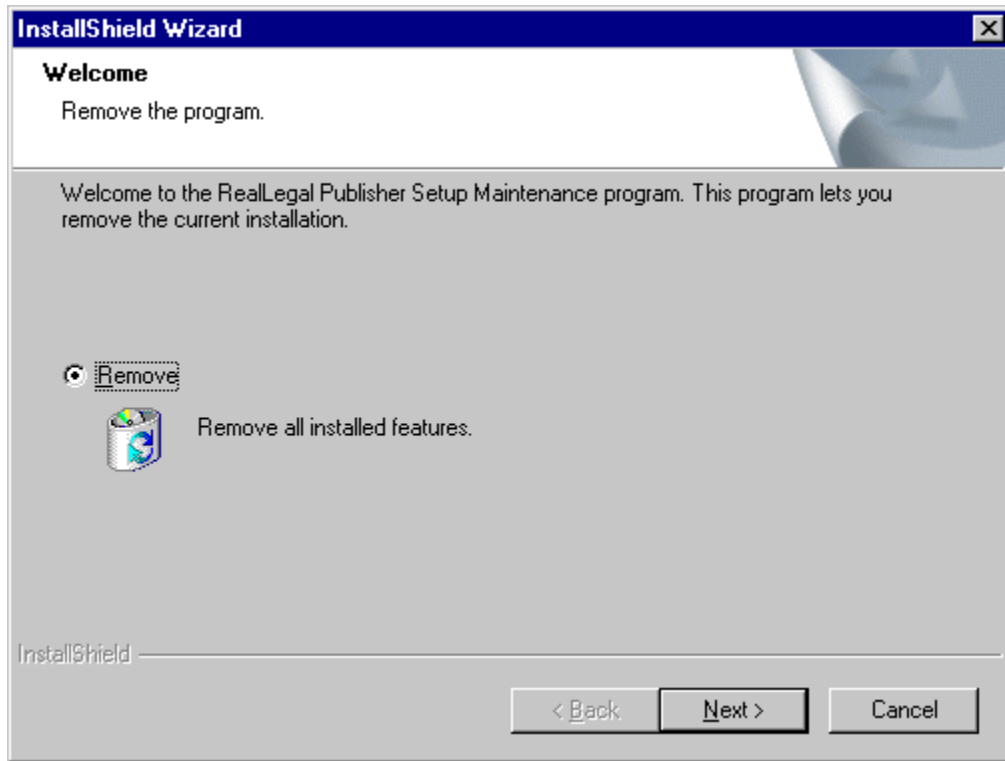 InstallShield Wizard
Welcome
Remove the program.
Welcome to the RealLegal Publisher Setup Maintenance program. This program lets you
remove the current installation.
Remove
Remove all installed features.
InstallShield
< Back
Next >
Cancel